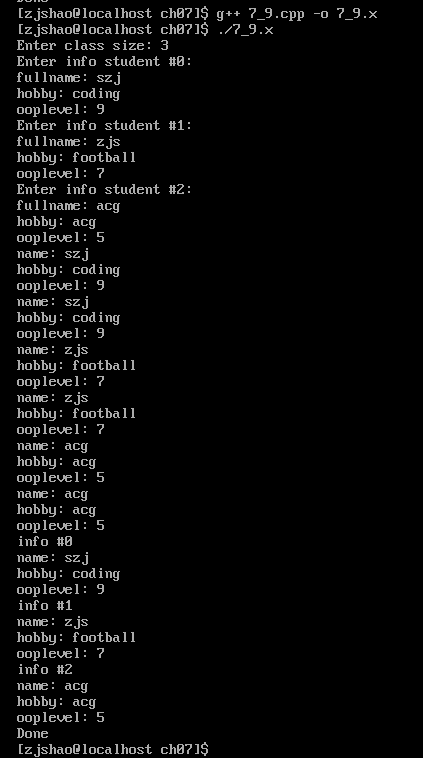 Done
[zjshao@localhost ch07]$ g++ 7_9.cpp -o 7_9.x
[zjshao@localhost ch07]$ ./7_9.x
Enter class size: 3
Enter info student #0:
fullname: szj
hobby: coding
ooplevel: 9
Enter info student #1:
fullname: zjs
hobby: football
ooplevel: 7
Enter info student #2:
fullname: acg
hobby: acg
ooplevel: 5
name: szj
hobby: coding
ooplevel: 9
name: szj
hobby: coding
ooplevel: 9
name: zjs
hobby: football
ooplevel: 7
name: zjs
hobby: football
ooplevel: 7
name: acg
hobby: acg
ooplevel: 5
name: acg
hobby: acg
ooplevel: 5
info #0
name: szj
hobby: coding
ooplevel: 9
info #1
name: zjs
hobby: football
ooplevel: 7
info #2
name: acg
hobby: acg
ooplevel: 5
Done
[zjshao@localhost ch07]$